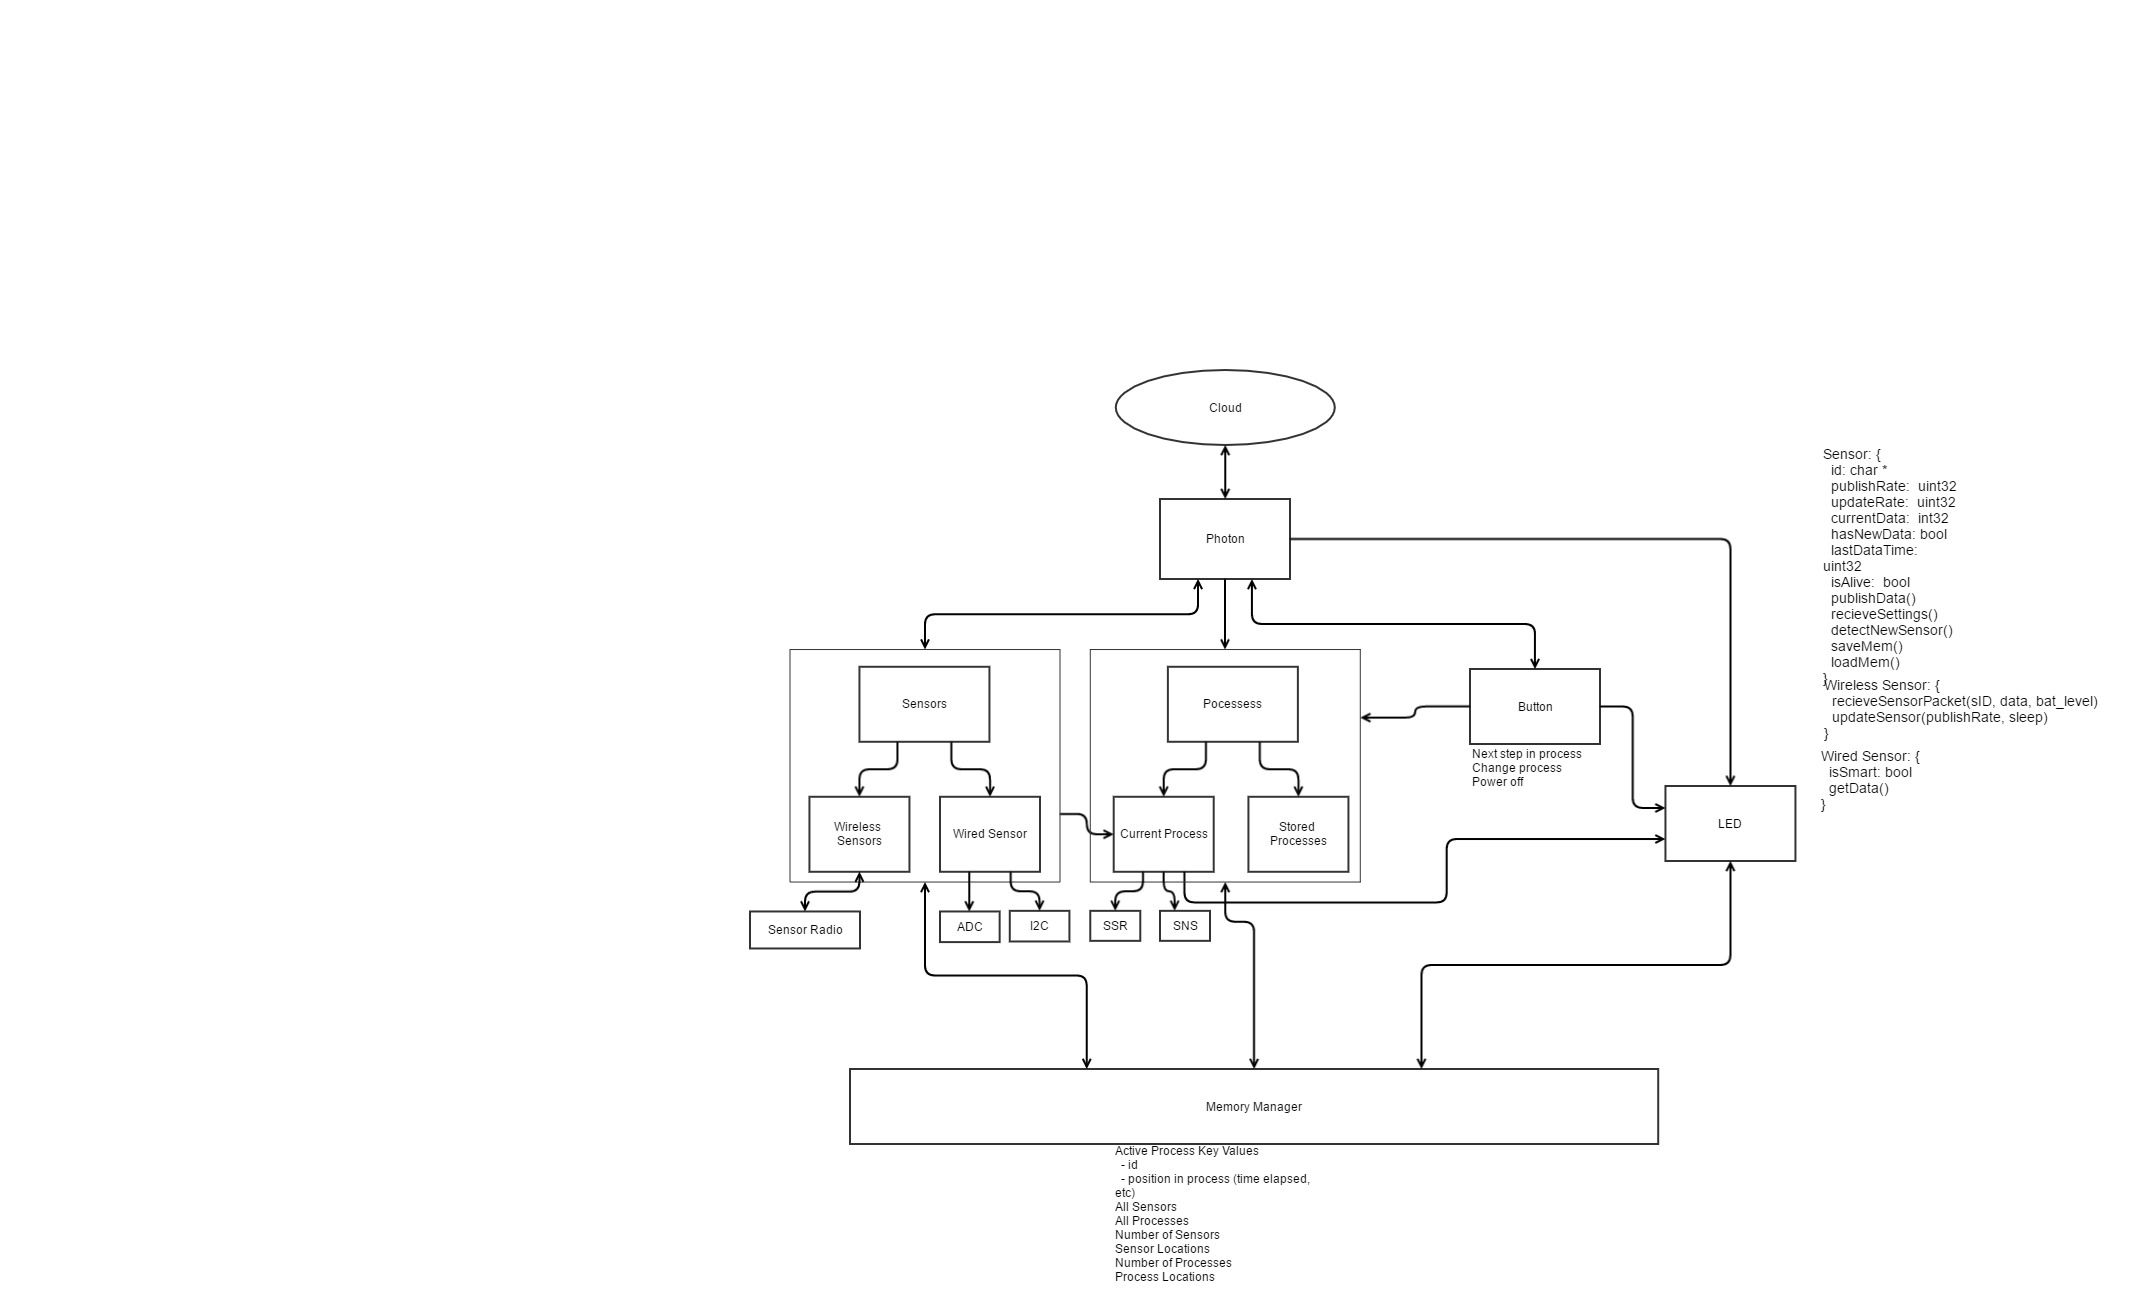 Cloud
Photon
Sensor: {
id: char *
publishRate:  uint32
updateRate:  uint32
currentData:  int32
hasNewData: bool
lastDataTime:
uint32
isAlive:  bool
publishData()
recieveSettings()
detectNewSensor()
saveMem()
loadMem()
}
Wireless Sensor: {
recieveSensorPacket(sID, data, bat_level)
updateSensor(publishRate, sleep)
}
Wired Sensor: {
isSmart: bool
getData()
}
Sensors
Pocessess
Button
Next step in process
Change process
Power off
Wireless
Sensors
Wired Sensor
Current Process
Stored
Processes
LED
Sensor Radio
ADC
I2C
SSR
SNS
Memory Manager
Active Process Key Values
- id
- position in process (time elapsed,
etc)
All Sensors
All Processes
Number of Sensors
Sensor Locations
Number of Processes
Process Locations